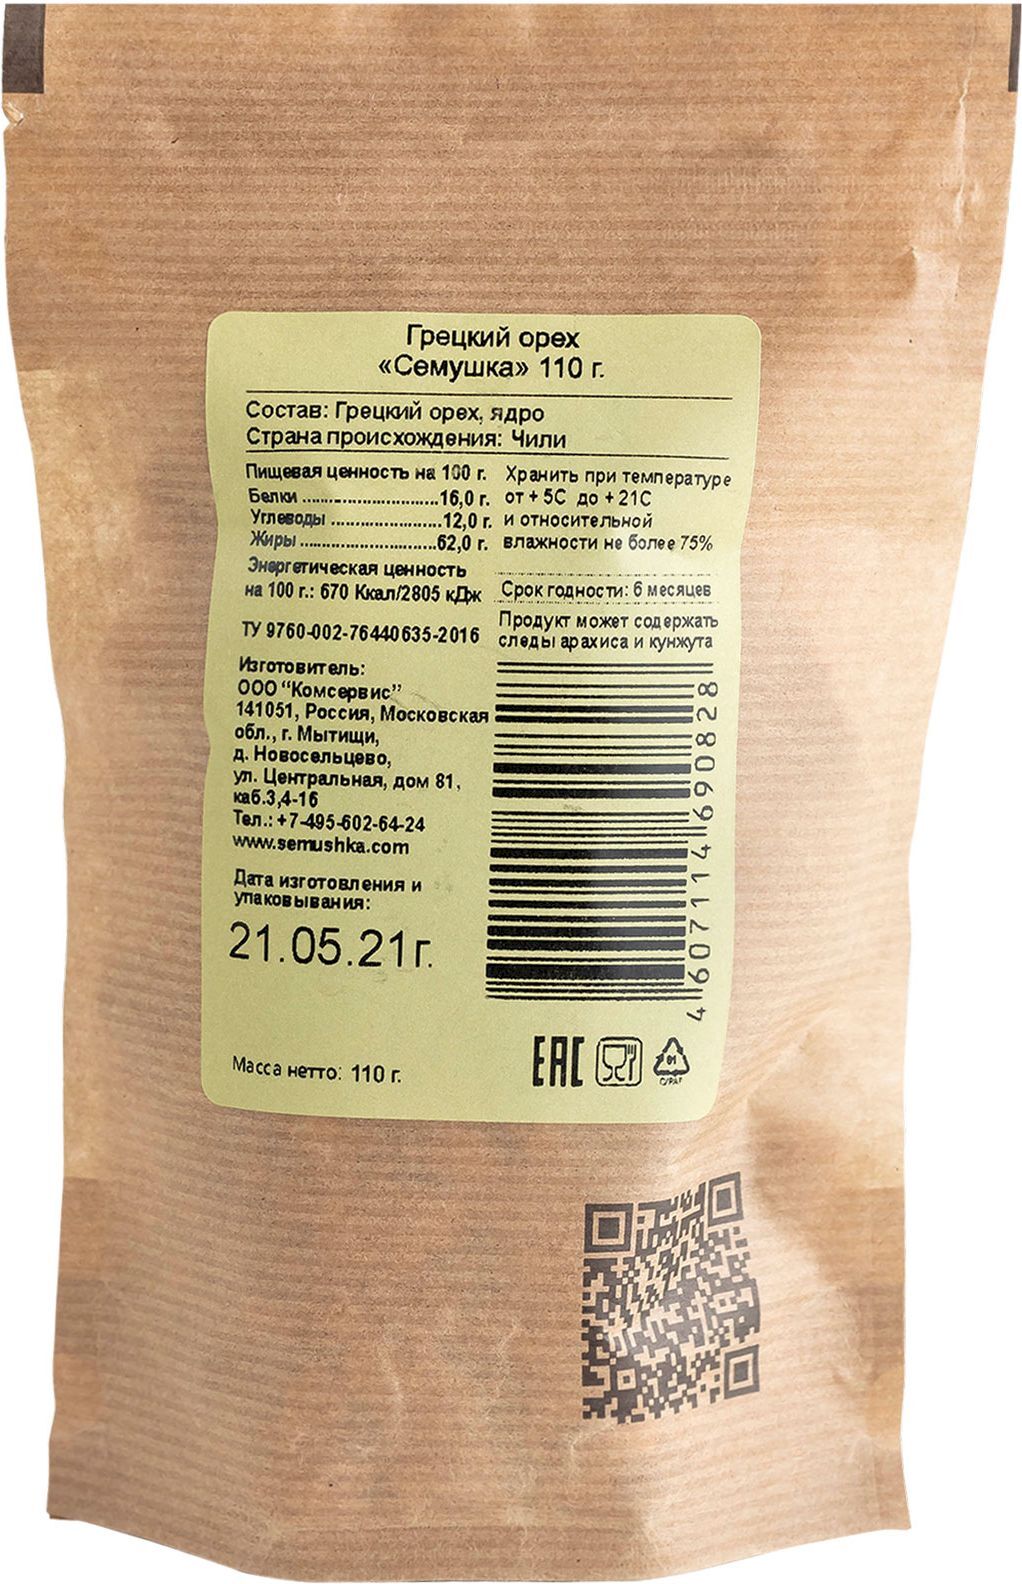 Грецкий орех
«Семушка» 110 г.
Состав: Грецкий орех, ядро
Страна происхождения: Чили
Пищевая ценность на 100 г.
Белки ........................16,0 г.
Углеводы ....................12,0 г.
Жиры ........................62,0 г.
Энергетическая ценность
на 100 г.: 670 Ккал/2805 кДж
ТУ 9760-002-76440635-2016
Изготовитель:
ООО "Комсервис"
141051, Россия, Московская
обл., г. Мытищи,
д. Новосельцево,
ул. Центральная, дом 81,
каб.3,4-16
Тел.: +7-495-602-64-24
www.semushka.com
Дата изготовления и
упаковывания:
21.05.21г.
Масса нетто: 110 г.
Хранить при температуре
от + 5С до + 21С
и относительной
влажности не более 75%
Срок годности: 6 месяцев
Продукт может содержать
следы арахиса и кунжута
4 607114 690828
EAC
01
C/PAP